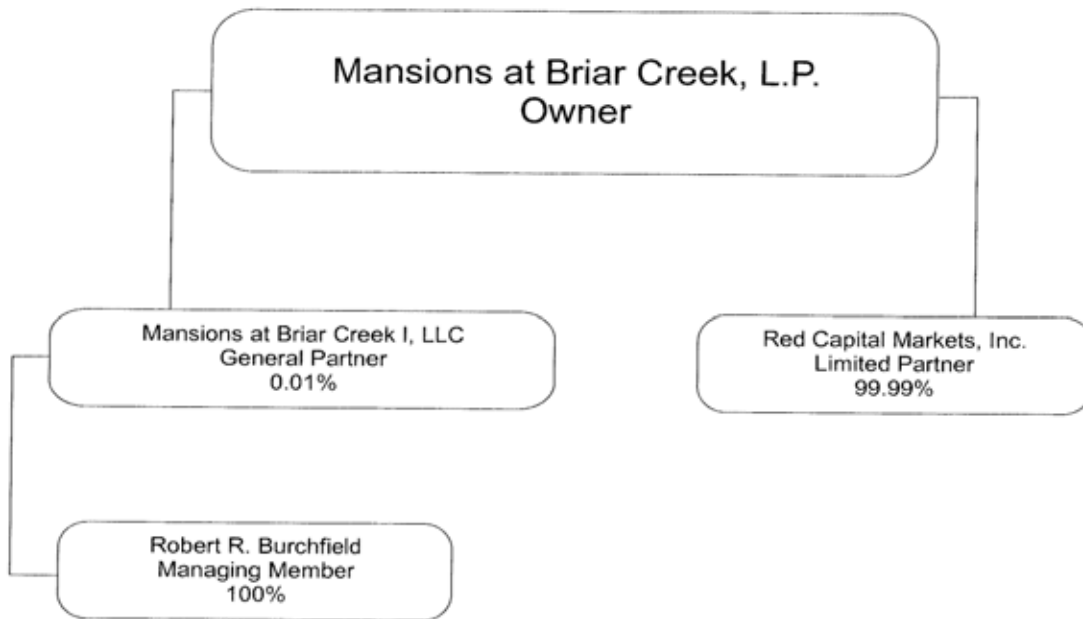 Mansions at Briar Creek, L.P.
Owner
Mansions at Briar Creek I, LLC
General Partner
0.01%
Red Capital Markets, Inc.
Limited Partner
99.99%
Robert R. Burchfield
Managing Member
100%